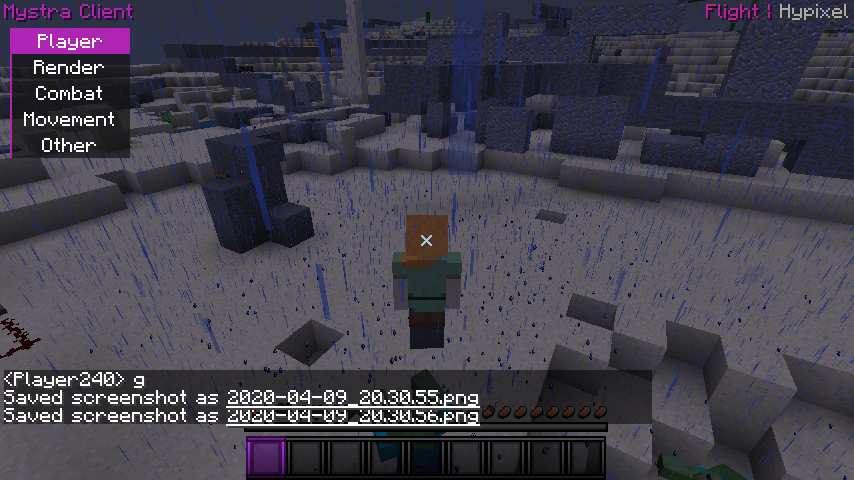 Mystra Client
Flight | Hypixel
Player
Render
Combat
Movement
Other
<Player240> g
Saved screenshot as 2020-04-09_20.30.55.png
Saved screenshot as 2020-04-09_20.30.56.png